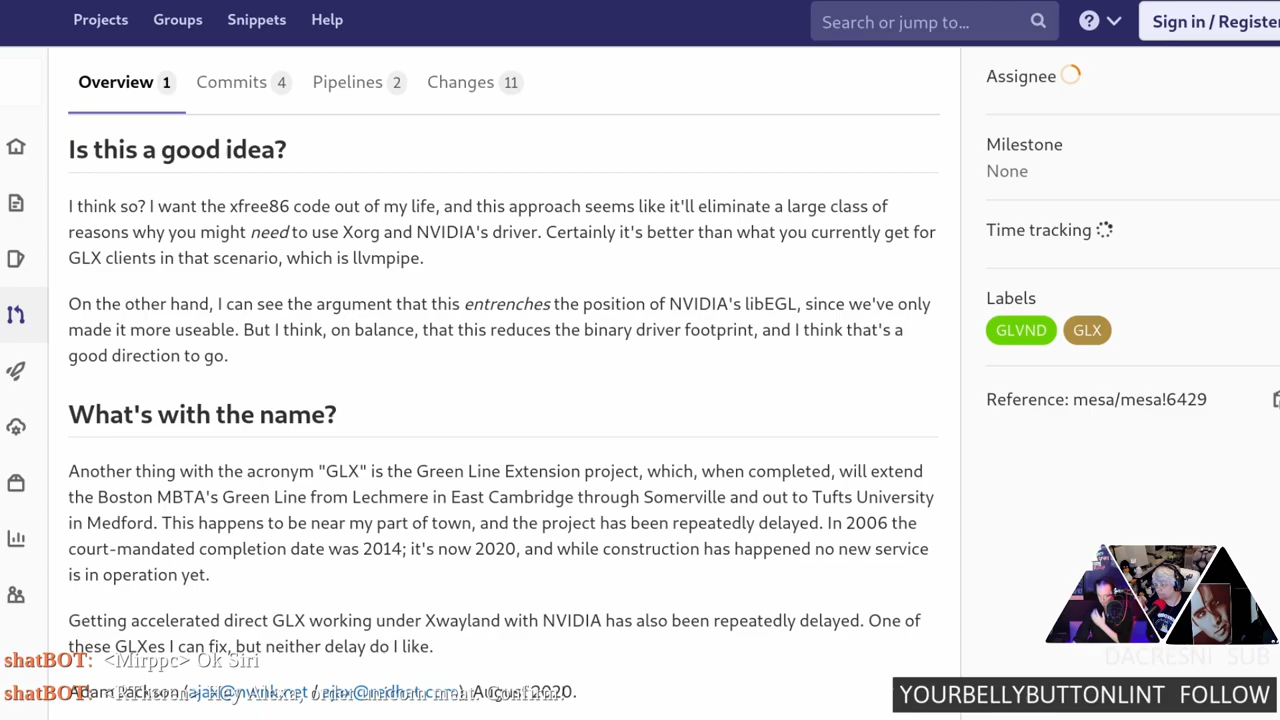 Projects Groups Snippets Help Search or jump to... Sign in / Register
Overview 1 Commits 4 Pipelines 2 Changes 11
Assignee
Is this a good idea?
Milestone
None
I think so? I want the xfree86 code out of my life, and this approach seems like it'll eliminate a large class of
reasons why you might need to use Xorg and NVIDIA's driver. Certainly it's better than what you currently get for
GLX clients in that scenario, which is llvmpipe.
Time tracking
On the other hand, I can see the argument that this entrenches the position of NVIDIA's libEGL, since we've only
made it more useable. But I think, on balance, that this reduces the binary driver footprint, and I think that's a
good direction to go.
Labels
GLVND GLX
Reference: mesa/mesa!6429
What's with the name?
Another thing with the acronym "GLX" is the Green Line Extension project, which, when completed, will extend
the Boston MBTA's Green Line from Lechmere in East Cambridge through Somerville and out to Tufts University
in Medford. This happens to be near my part of town, and the project has been repeatedly delayed. In 2006 the
court-mandated completion date was 2014; it's now 2020, and while construction has happened no new service
is in operation yet.
Getting accelerated direct GLX working under Xwayland with NVIDIA has also been repeatedly delayed. One of
these GLXes I can fix, but neither delay do I like.
shatBOT: <Mirppc> Ok Siri
shatBOT:
August 2020.
DACRESNI SUB
YOURBELLYBUTTONLINT FOLLOW